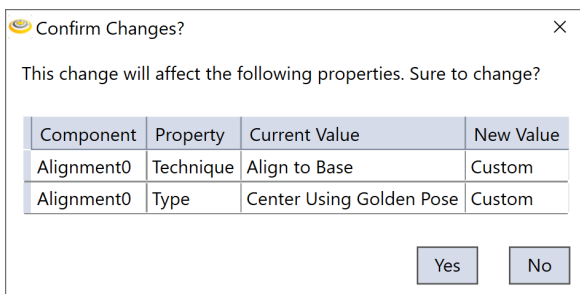 Confirm Changes?
This change will affect the following properties. Sure to change?
Component Property Current Value New Value
Alignment0 Technique Align to Base Custom
Alignment0 Type Center Using Golden Pose Custom
Yes No